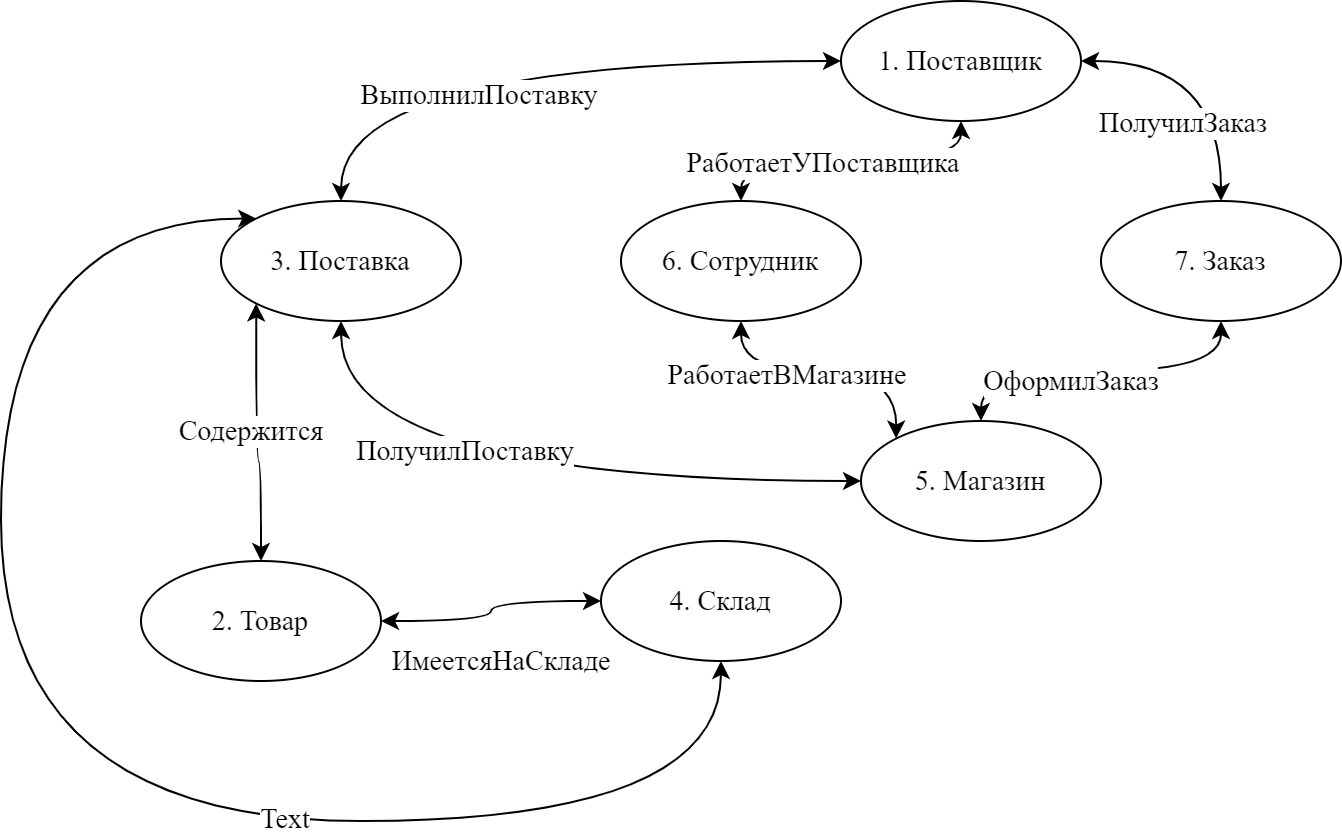 1. Поставщик
ВыполнилПоставку
ПолучилЗаказ
РаботаетУПоставщика
3. Поставка
6. Сотрудник
7. Заказ
РаботаетВМагазине
ОформилЗаказ
Содержится
ПолучилПоставку
5. Магазин
2. Товар
4. Склад
ИмеетсяНаСкладе
Text